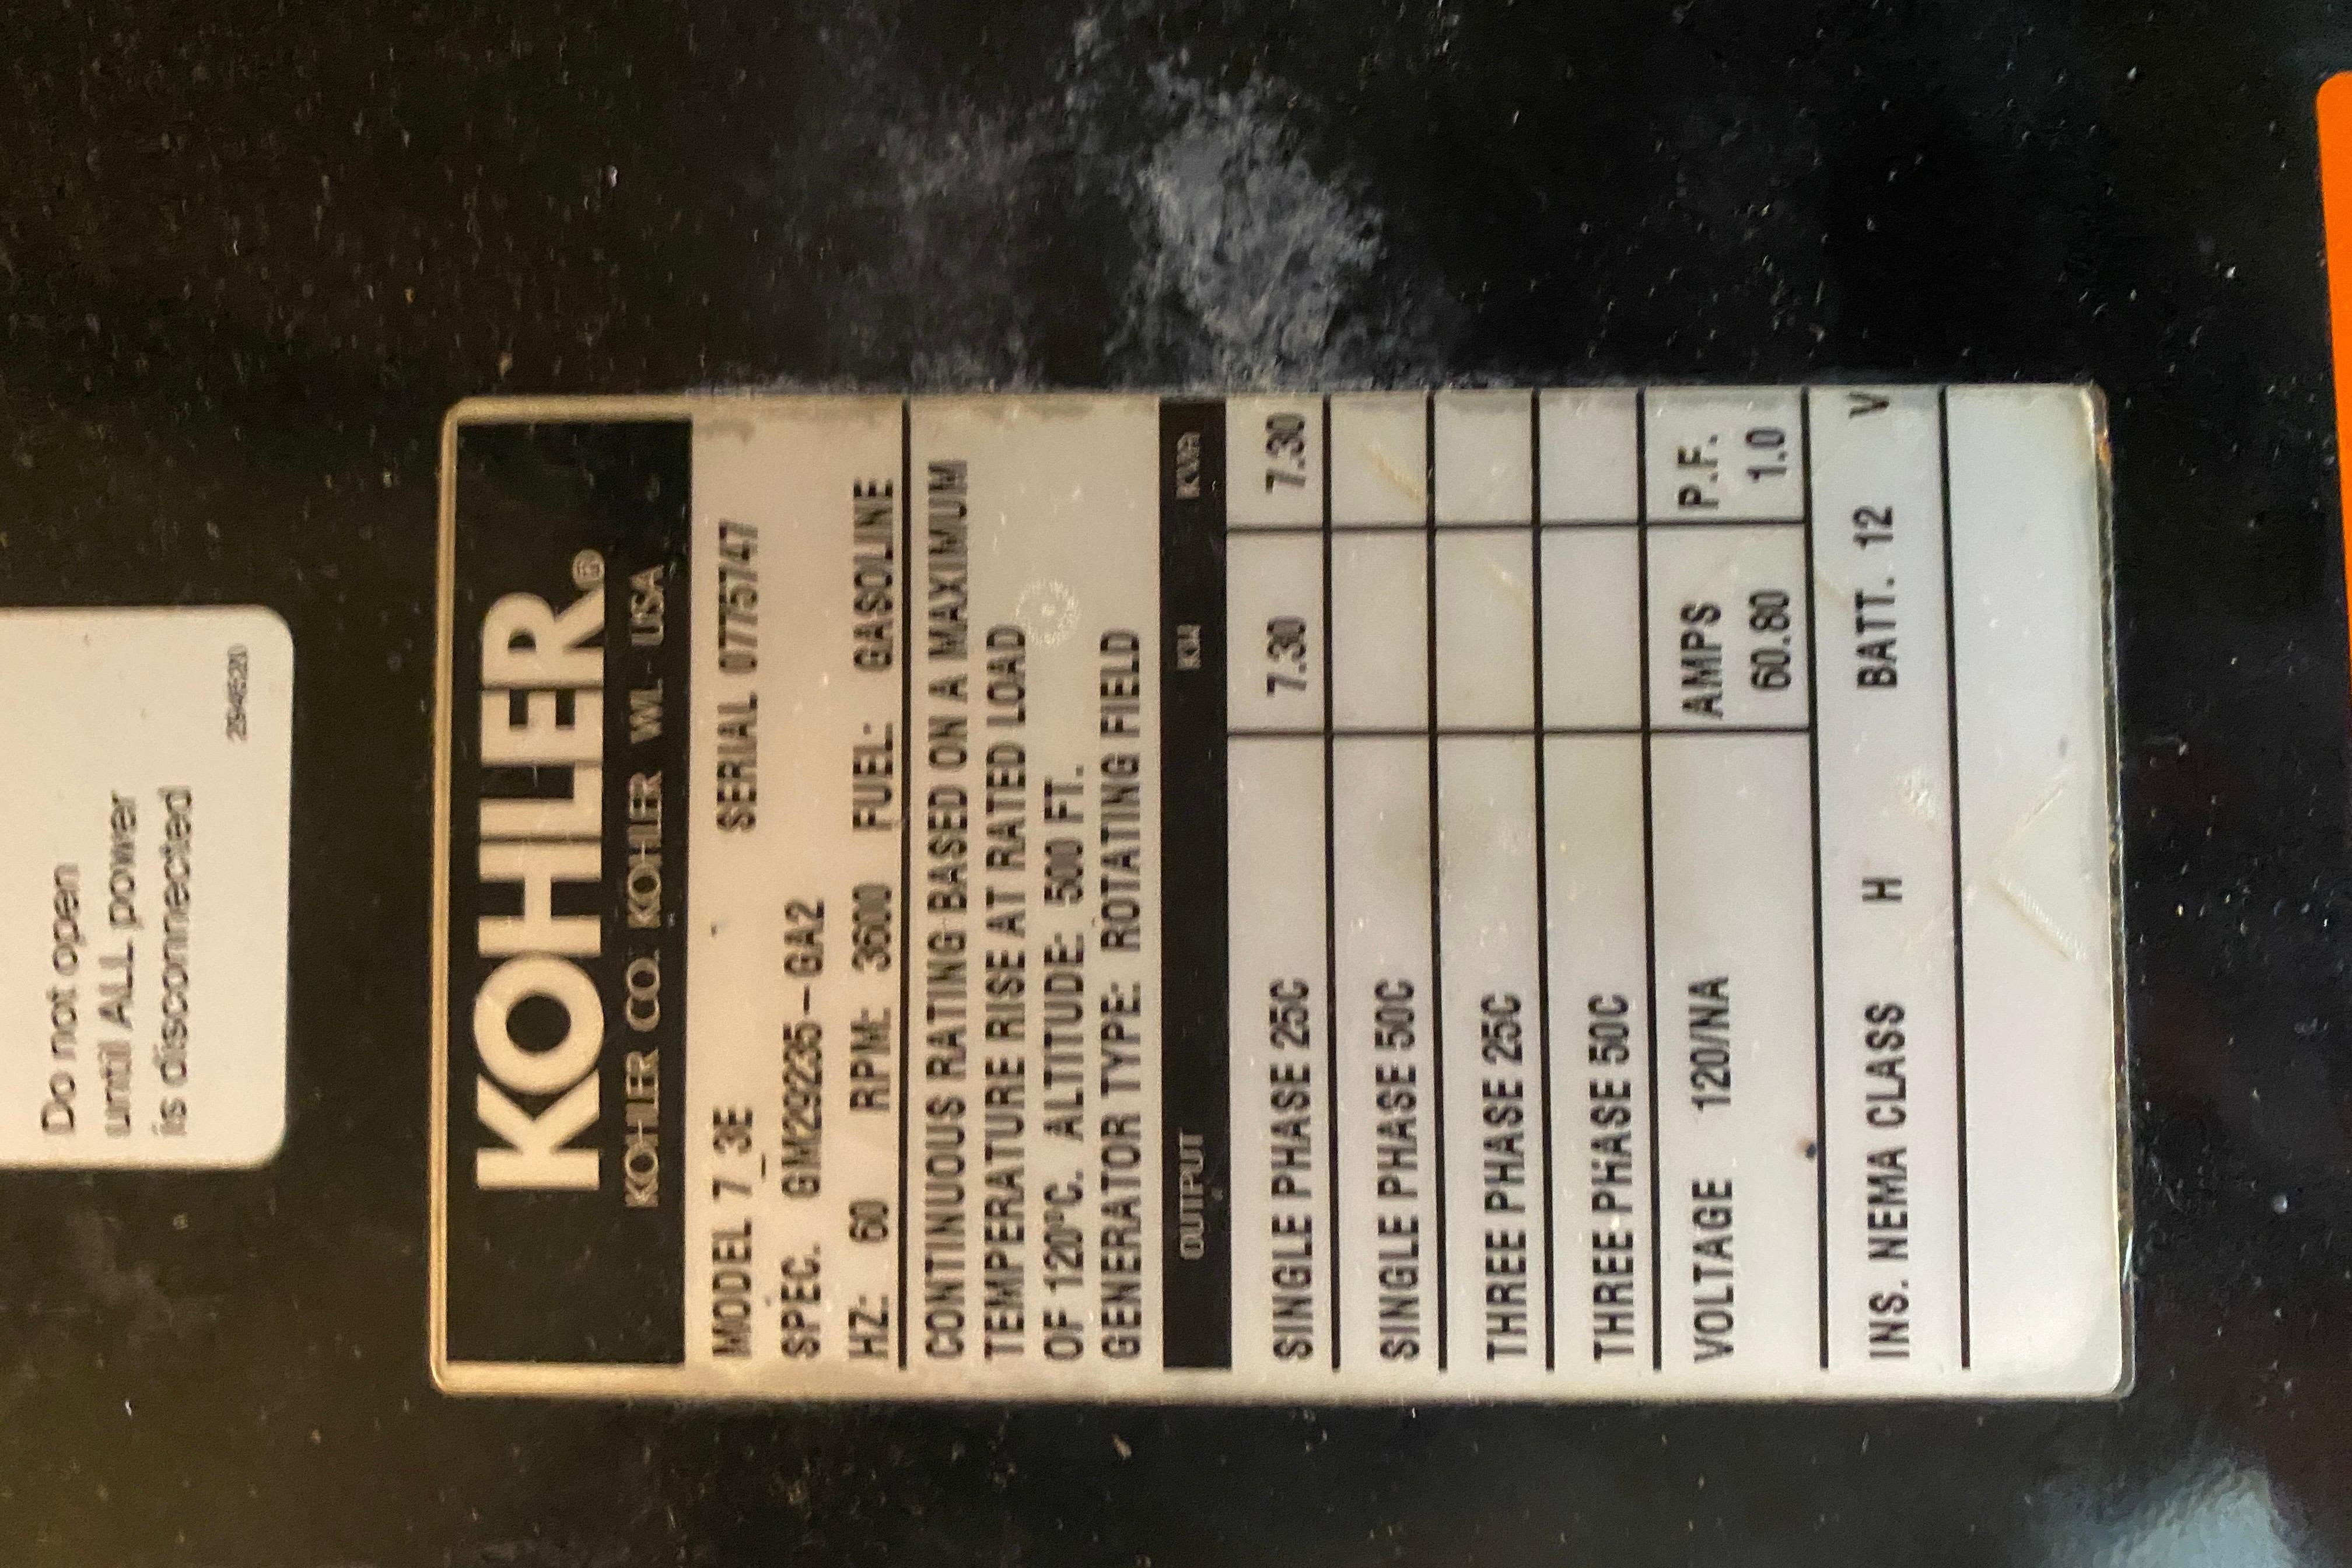 Do not open
until ALL power
is disconnected
294620
KOHLER®
KOHLER CO. KOHLER WI. USA
MODEL 7_3E SERIAL 0775747
SPEC. GM29235-GA2
HZ: 60 RPM: 3600 FUEL: GASOLINE
CONTINUOUS RATING BASED ON A MAXIMUM
TEMPERATURE RISE AT RATED LOAD
OF 120°C. ALTITUDE: 500 FT.
GENERATOR TYPE: ROTATING FIELD
OUTPUT KW KVA
SINGLE PHASE 25C 7.30 7.30
SINGLE PHASE 50C
THREE PHASE 25C
THREE PHASE 50C
VOLTAGE 120/NA AMPS 60.80 P.F. 1.0
INS. NEMA CLASS H BATT. 12 V